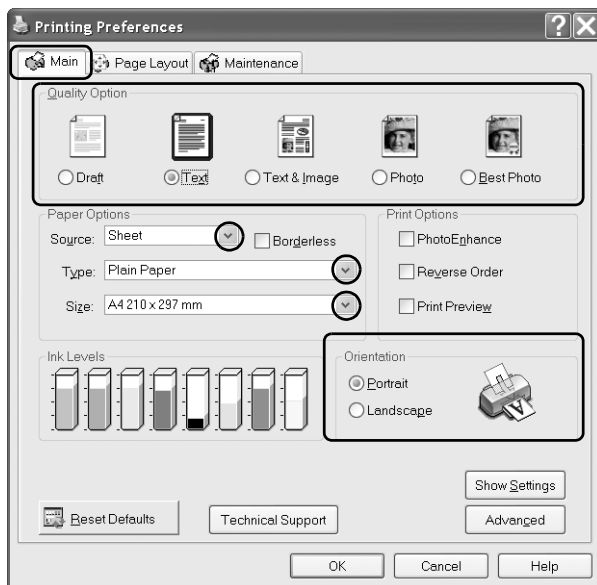 Printing Preferences
Main
Page Layout
Maintenance
Quality Option
Draft
Text
Text & Image
Photo
Best Photo
Paper Options
Source: Sheet
Borderless
Type: Plain Paper
Size: A4 210 x 297 mm
Print Options
PhotoEnhance
Reverse Order
Print Preview
Ink Levels
Orientation
Portrait
Landscape
A
Show Settings
Reset Defaults
Technical Support
Advanced
OK
Cancel
Help